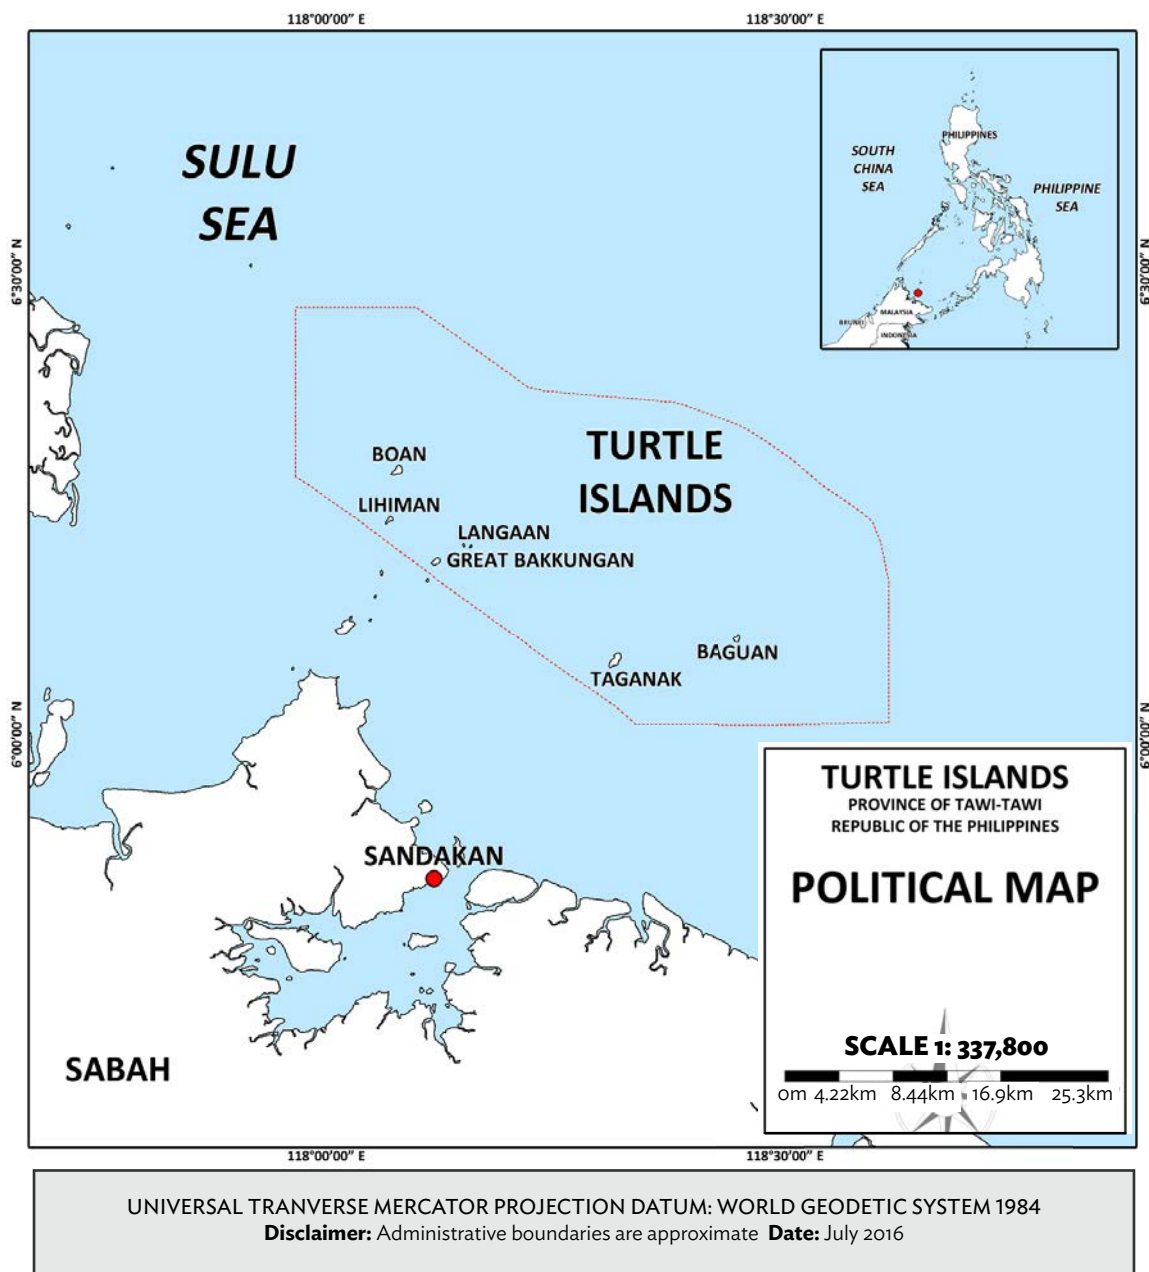 118°00'00" E
118°30'00" E
SULU
SEA
PHILIPPINES
SOUTH
CHINA
SEA
PHILIPPINE
SEA
MALAYSIA
BRUNEI
INDONESIA
6°30'00" N
6°30'00" N
TURTLE
ISLANDS
BOAN
LIHIMAN
LANGAAN
GREAT BAKKUNGAN
BAGUAN
TAGANAK
6°00'00" N
6°00'00" N
SANDAKAN
SABAH
TURTLE ISLANDS
PROVINCE OF TAWI-TAWI
REPUBLIC OF THE PHILIPPINES
POLITICAL MAP
SCALE 1: 337,800
0m 4.22km 8.44km 16.9km 25.3km
118°00'00" E
118°30'00" E
UNIVERSAL TRANVERSE MERCATOR PROJECTION DATUM: WORLD GEODETIC SYSTEM 1984
Disclaimer: Administrative boundaries are approximate Date: July 2016